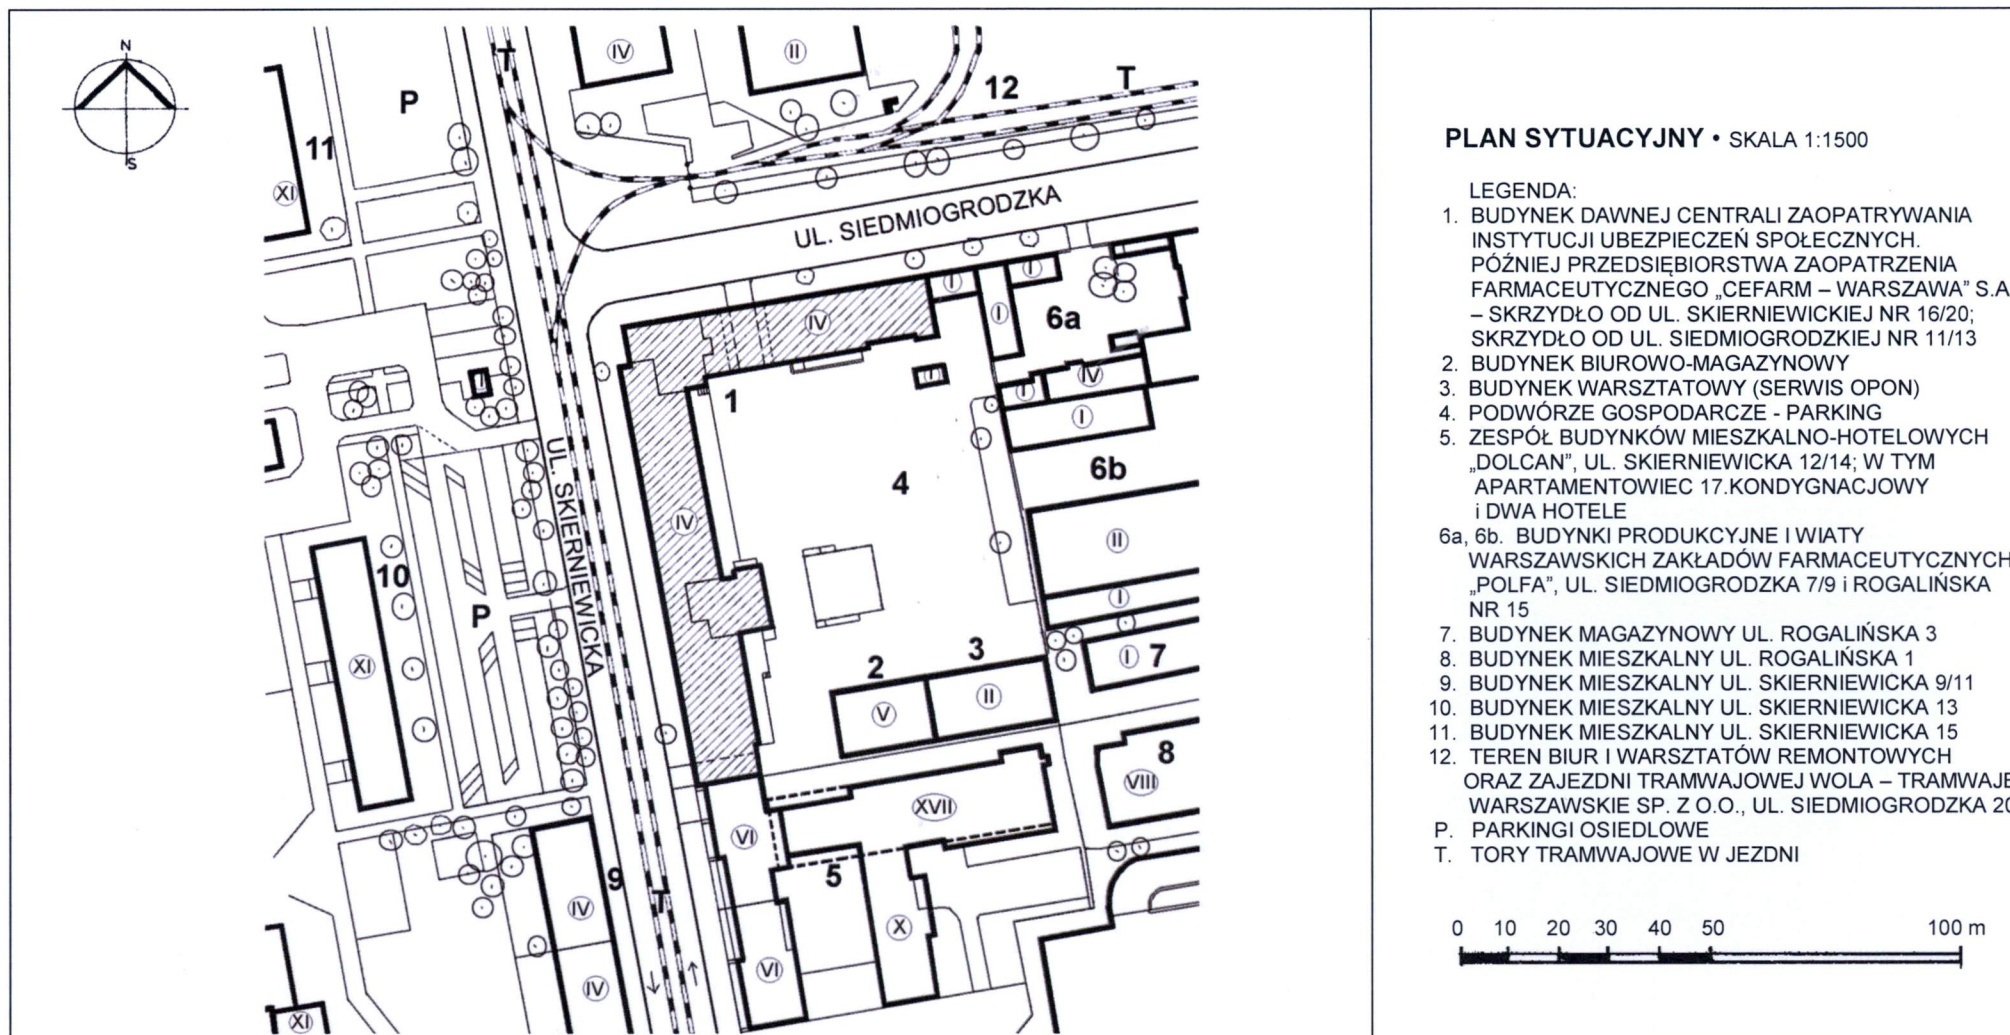 N
S
T
IV
II
12
T
P
11
XI
UL. SIEDMIOGRODZKA
I
I
I
6a
IV
IV
I
I
1
UL. SKIERNIEWICKA
4
6b
II
I
IV
10
P
XI
2
3
V
II
I
7
8
VIII
XVII
VI
5
9
IV
T
X
VI
IV
XI
PLAN SYTUACYJNY • SKALA 1:1500
LEGENDA:
1. BUDYNEK DAWNEJ CENTRALI ZAOPATRYWANIA
INSTYTUCJI UBEZPIECZEŃ SPOŁECZNYCH.
PÓŹNIEJ PRZEDSIĘBIORSTWA ZAOPATRZENIA
FARMACEUTYCZNEGO „CEFARM – WARSZAWA" S.A
– SKRZYDŁO OD UL. SKIERNIEWICKIEJ NR 16/20;
SKRZYDŁO OD UL. SIEDMIOGRODZKIEJ NR 11/13
2. BUDYNEK BIUROWO-MAGAZYNOWY
3. BUDYNEK WARSZTATOWY (SERWIS OPON)
4. PODWÓRZE GOSPODARCZE - PARKING
5. ZESPÓŁ BUDYNKÓW MIESZKALNO-HOTELOWYCH
„DOLCAN", UL. SKIERNIEWICKA 12/14; W TYM
APARTAMENTOWIEC 17.KONDYGNACJOWY
i DWA HOTELE
6a, 6b. BUDYNKI PRODUKCYJNE I WIATY
WARSZAWSKICH ZAKŁADÓW FARMACEUTYCZNYCH
„POLFA", UL. SIEDMIOGRODZKA 7/9 i ROGALIŃSKA
NR 15
7. BUDYNEK MAGAZYNOWY UL. ROGALIŃSKA 3
8. BUDYNEK MIESZKALNY UL. ROGALIŃSKA 1
9. BUDYNEK MIESZKALNY UL. SKIERNIEWICKA 9/11
10. BUDYNEK MIESZKALNY UL. SKIERNIEWICKA 13
11. BUDYNEK MIESZKALNY UL. SKIERNIEWICKA 15
12. TEREN BIUR I WARSZTATÓW REMONTOWYCH
ORAZ ZAJEZDNI TRAMWAJOWEJ WOLA – TRAMWAJE
WARSZAWSKIE SP. Z O.O., UL. SIEDMIOGRODZKA 20
P. PARKINGI OSIEDLOWE
T. TORY TRAMWAJOWE W JEZDNI
0 10 20 30 40 50 100 m